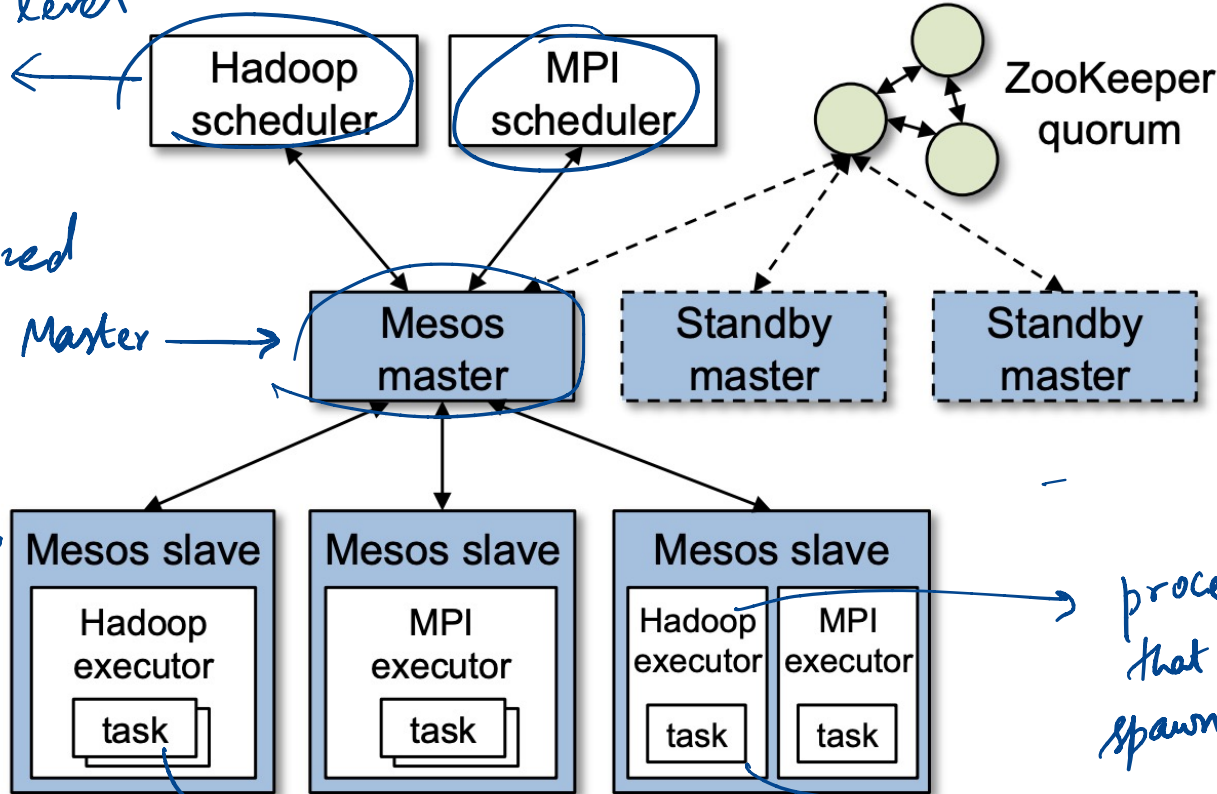 level
Hadoop
scheduler
MPI
scheduler
ZooKeeper
quorum
Master
Mesos
master
Standby
master
Standby
master
Mesos slave
Hadoop
executor
task
Mesos slave
MPI
executor
task
Mesos slave
Hadoop
executor
task
MPI
executor
task
that